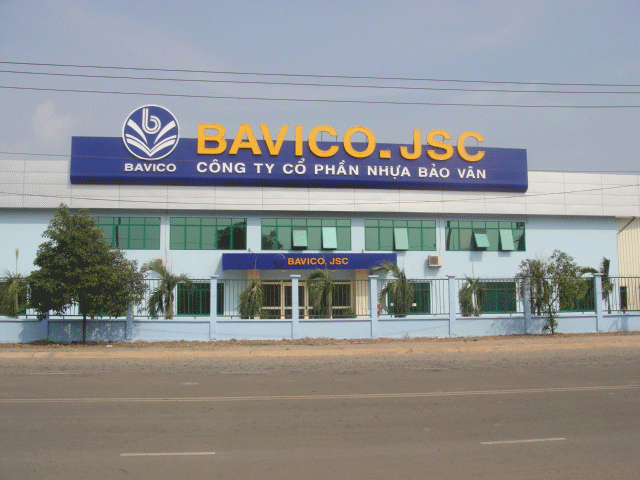 b
BAVICO
BAVICO.JSC
CÔNG TY CỔ PHẦN NHỰA BẢO VÂN
BAVICO. JSC